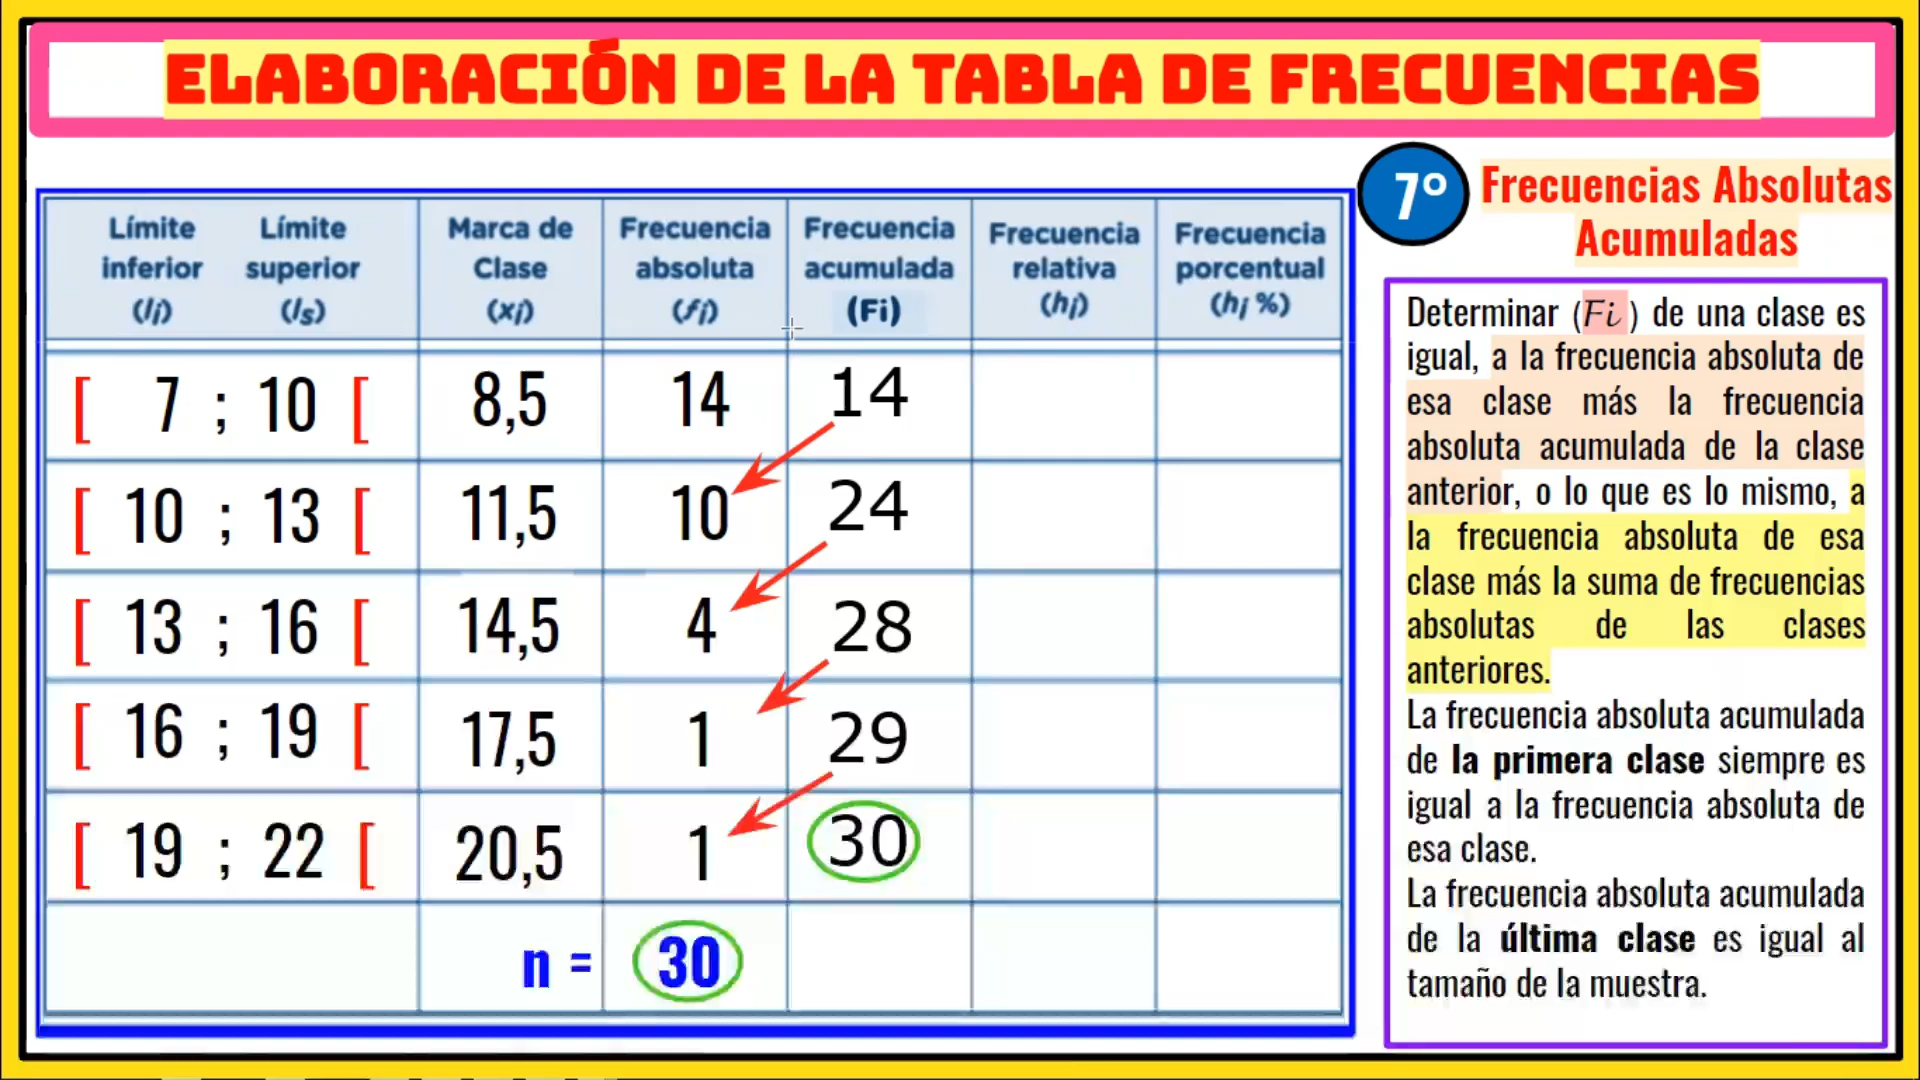 ELABORACIÓN DE LA TABLA DE FRECUENCIAS
7º
Frecuencias Absolutas
Acumuladas
Límite inferior (li) Límite superior (ls) Marca de Clase (xi) Frecuencia absoluta (fi) Frecuencia acumulada (Fi) Frecuencia relativa (hi) Frecuencia porcentual (hi %)
[ 7 ; 10 [ 8,5 14 14
[ 10 ; 13 [ 11,5 10 24
[ 13 ; 16 [ 14,5 4 28
[ 16 ; 19 [ 17,5 1 29
[ 19 ; 22 [ 20,5 1 30
n = 30
Determinar (Fi) de una clase es
igual, a la frecuencia absoluta de
esa clase más la frecuencia
absoluta acumulada de la clase
anterior, o lo que es lo mismo, a
la frecuencia absoluta de esa
clase más la suma de frecuencias
absolutas de las clases
anteriores.
La frecuencia absoluta acumulada
de la primera clase siempre es
igual a la frecuencia absoluta de
esa clase.
La frecuencia absoluta acumulada
de la última clase es igual al
tamaño de la muestra.